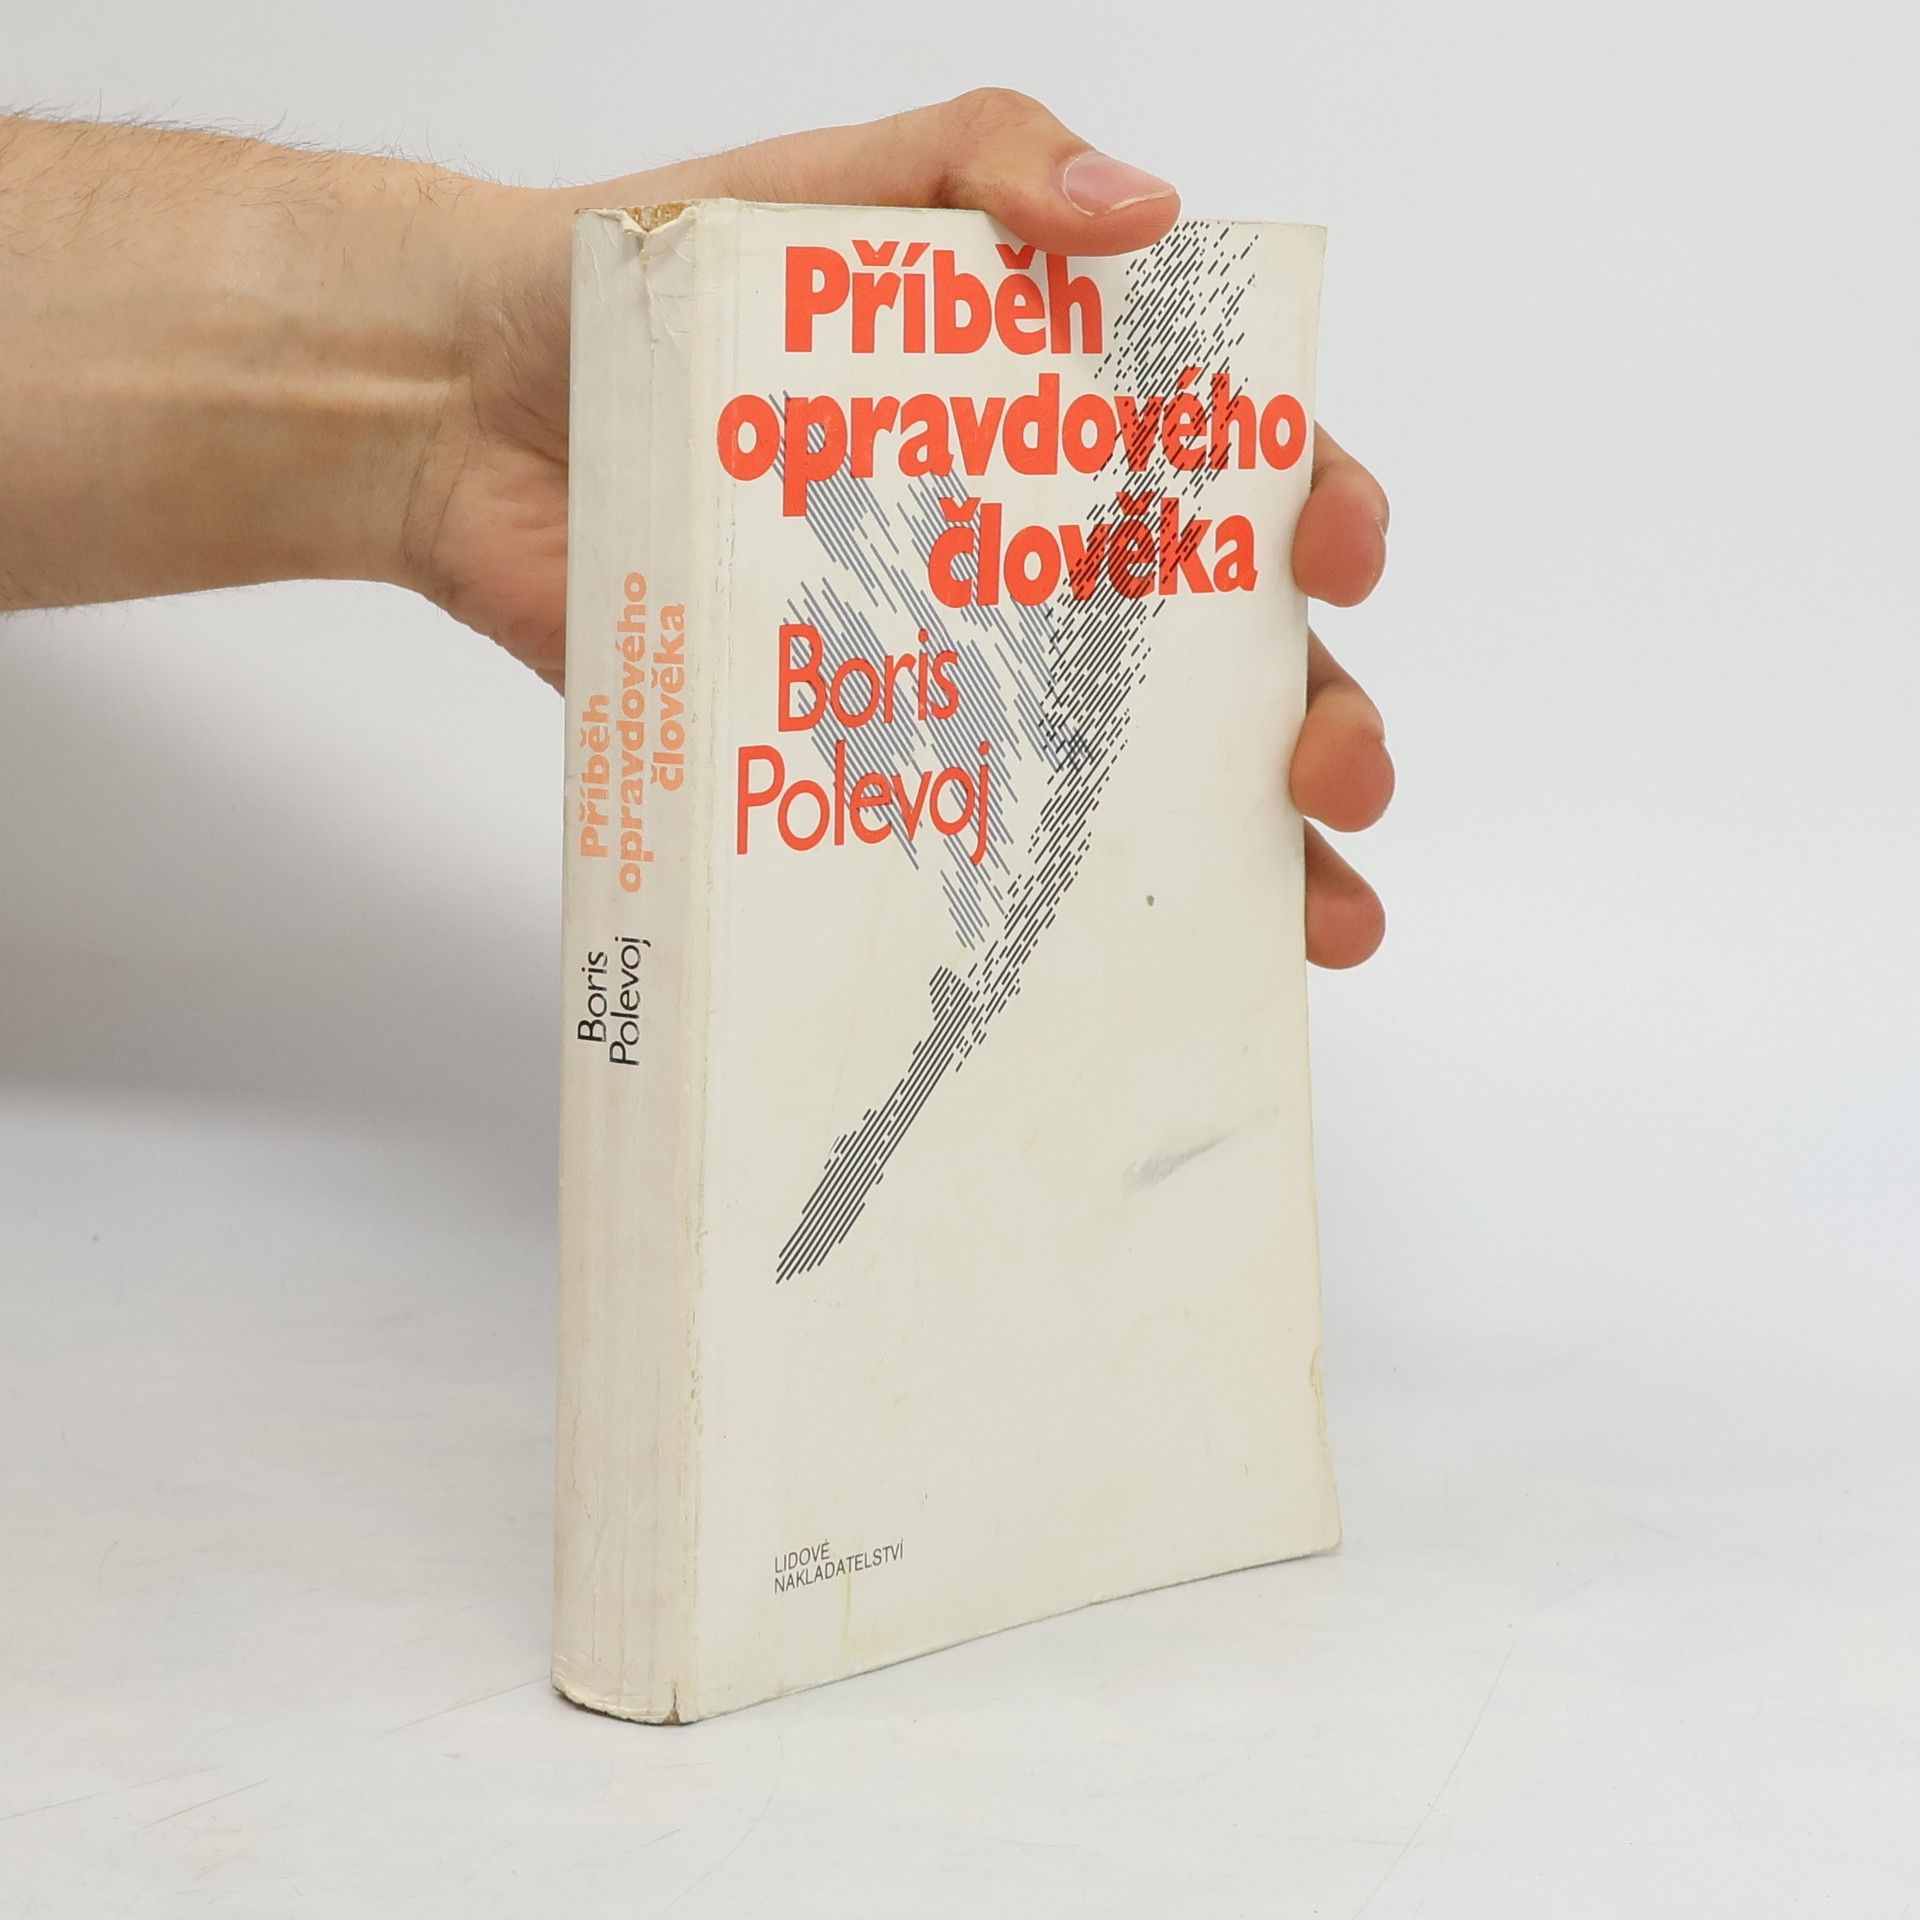 Příběh
opravdového
člověka
Boris
Polevoj
LIDOVÉ
NAKLADATELSTVÍ
Příběh
opravdového
člověka
Boris
Polevoj